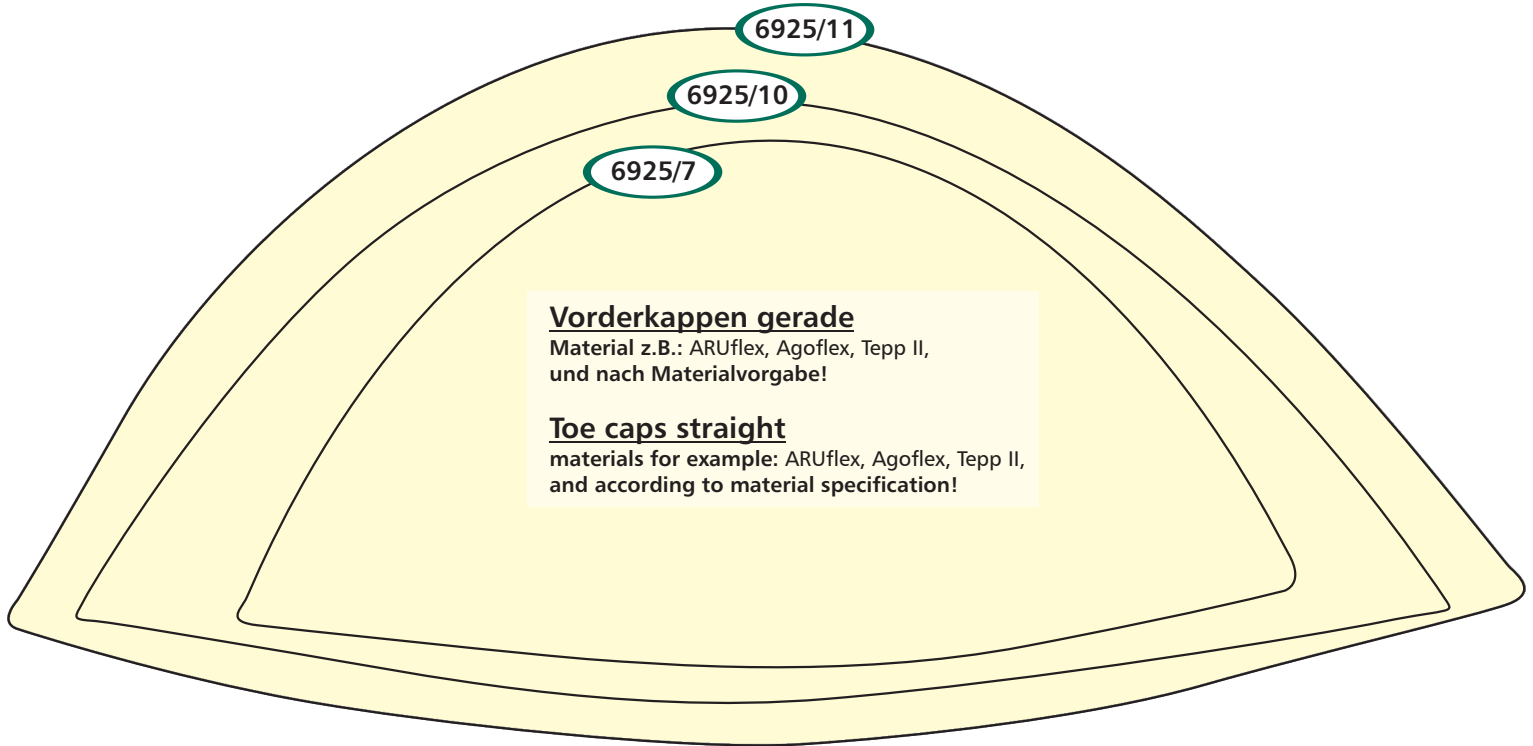 6925/11
6925/10
6925/7
Vorderkappen gerade
Material z.B.: ARUflex, Agoflex, Tepp II,
und nach Materialvorgabe!
Toe caps straight
materials for example: ARUflex, Agoflex, Tepp II,
and according to material specification!